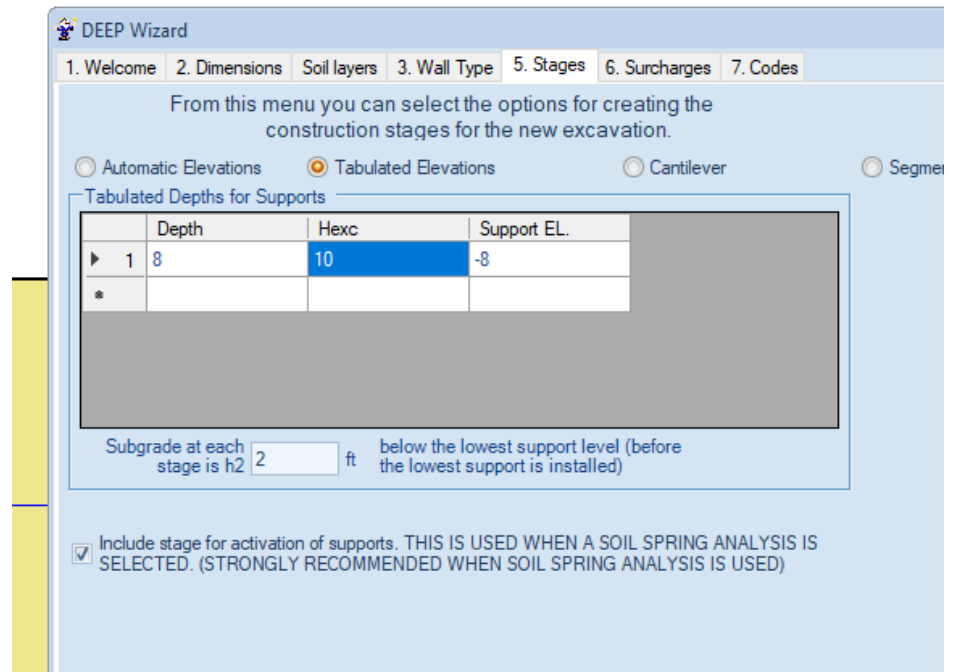 DEEP Wizard
1. Welcome 2. Dimensions Soil layers 3. Wall Type 5. Stages 6. Surcharges 7. Codes
From this menu you can select the options for creating the
construction stages for the new excavation.
Automatic Elevations Tabulated Elevations Cantilever Segmer
Tabulated Depths for Supports
Depth Hexc Support EL.
1 8 10 -8
*
Subgrade at each
stage is h2 2 ft below the lowest support level (before
the lowest support is installed)
Include stage for activation of supports. THIS IS USED WHEN A SOIL SPRING ANALYSIS IS
SELECTED. (STRONGLY RECOMMENDED WHEN SOIL SPRING ANALYSIS IS USED)